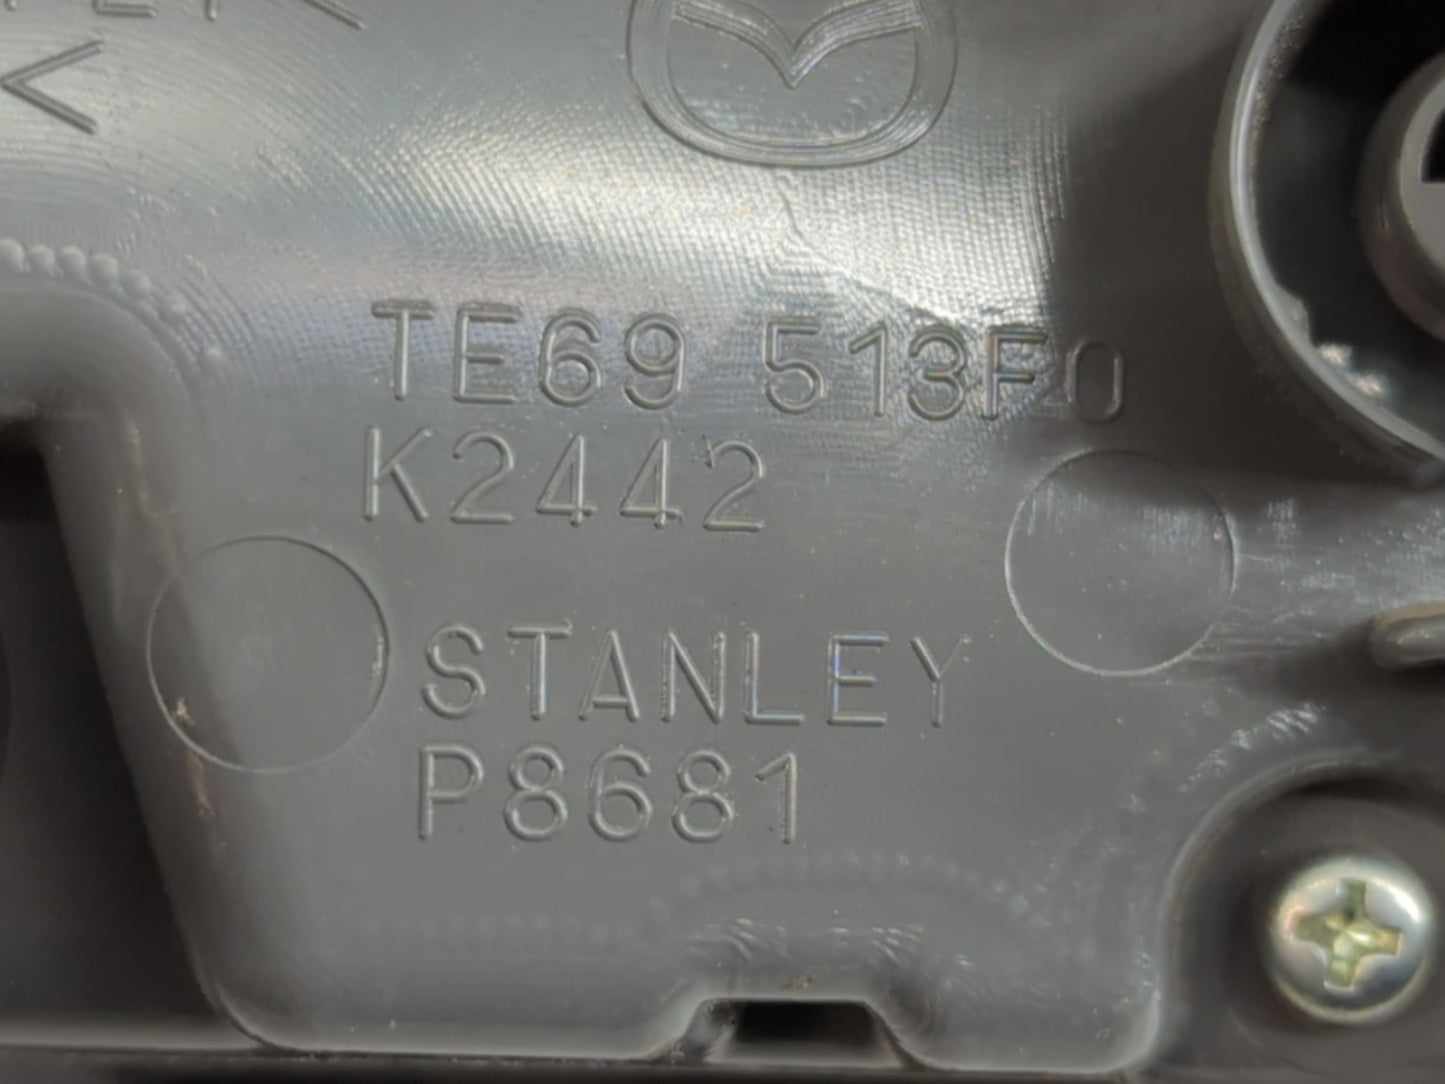 <
TE69 513F0
K2442
STANLEY
P8681